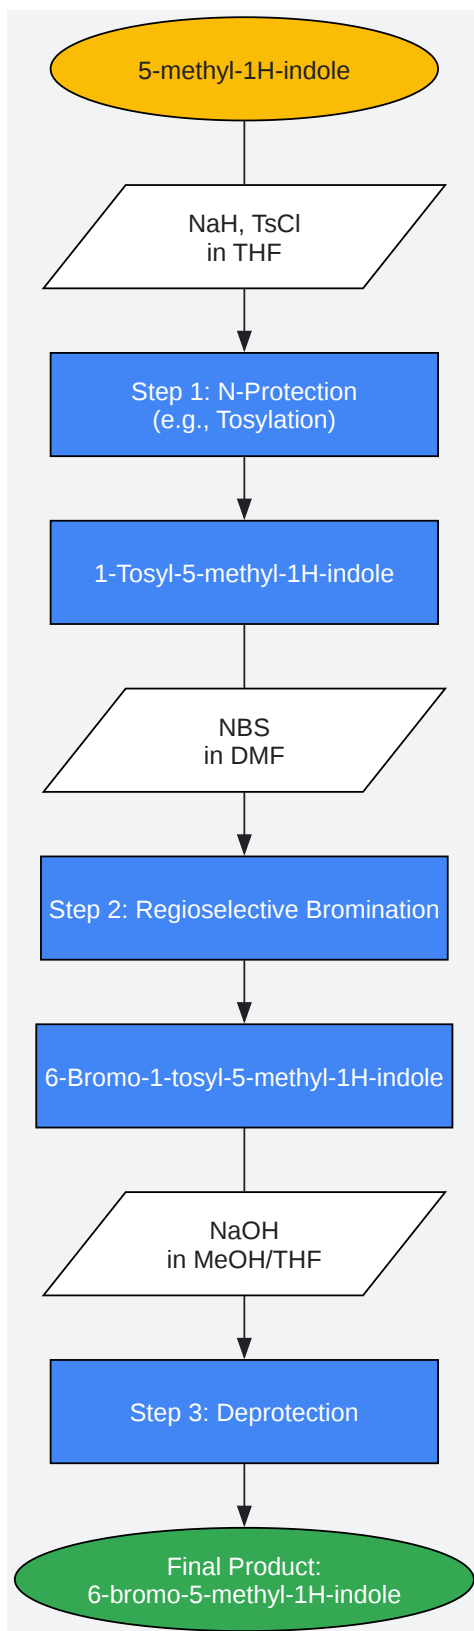 5-methyl-1H-indole
NaH, TsCl
in THF
Step 1: N-Protection
(e.g., Tosylation)
1-Tosyl-5-methyl-1H-indole
NBS
in DMF
Step 2: Regioselective Bromination
6-Bromo-1-tosyl-5-methyl-1H-indole
NaOH
in MeOH/THF
Step 3: Deprotection
Final Product:
6-bromo-5-methyl-1H-indole